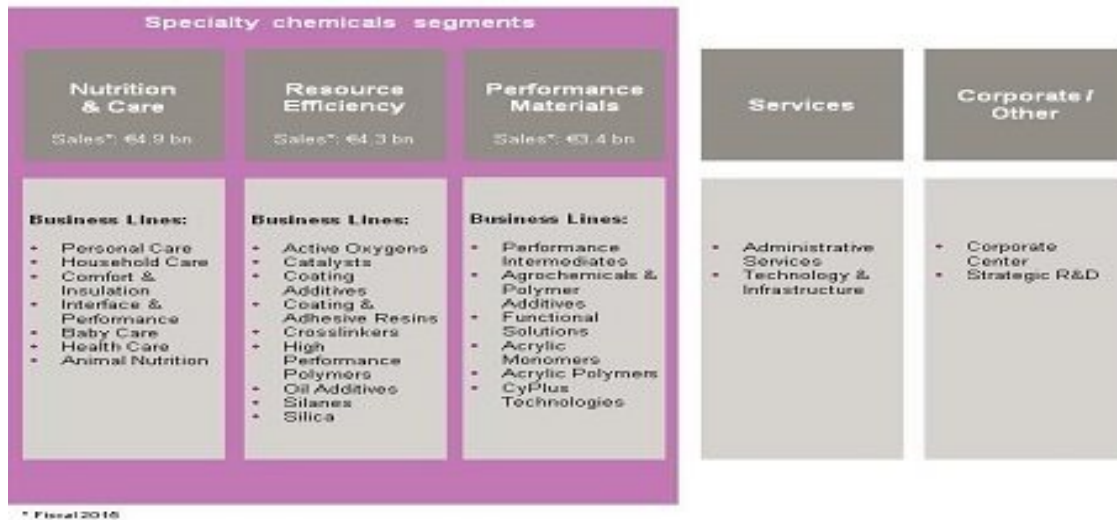 Specialty chemicals segments
Nutrition
& Care
Sales*: €4.9 bn
Resource
Efficiency
Sales*: €4.3 bn
Performance
Materials
Sales*: €3.4 bn
Services
Corporate /
Other
Business Lines:
• Personal Care
• Household Care
• Comfort &
Insulation
• Interface &
Performance
• Baby Care
• Health Care
• Animal Nutrition
Business Lines:
• Active Oxygens
• Catalysts
• Coating
Additives
• Coating &
Adhesive Resins
• Crosslinkers
• High
Performance
Polymers
• Oil Additives
• Silanes
• Silica
Business Lines:
• Performance
Intermediates
• Agrochemicals &
Polymer
Additives
• Functional
Solutions
• Acrylic
Monomers
• Acrylic Polymers
• CyPlus
Technologies
• Administrative
Services
• Technology &
Infrastructure
• Corporate
Center
• Strategic R&D
* Fiscal 2015